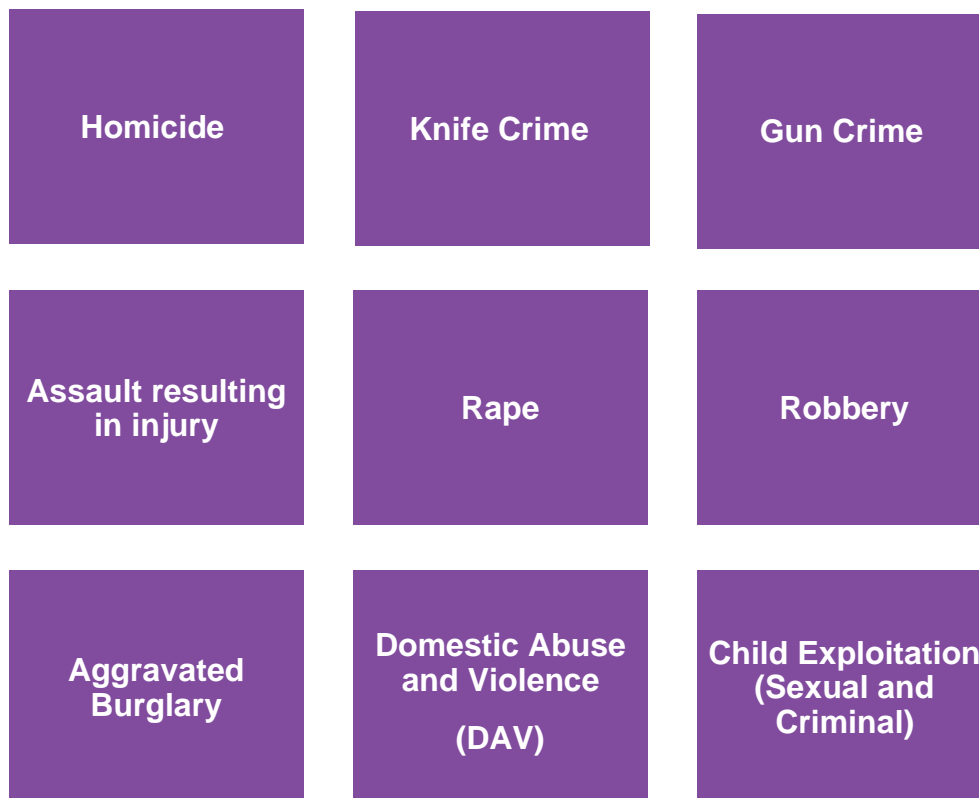 Homicide
Knife Crime
Gun Crime
Assault resulting
in injury
Rape
Robbery
Aggravated
Burglary
Domestic Abuse
and Violence
(DAV)
Child Exploitation
(Sexual and
Criminal)